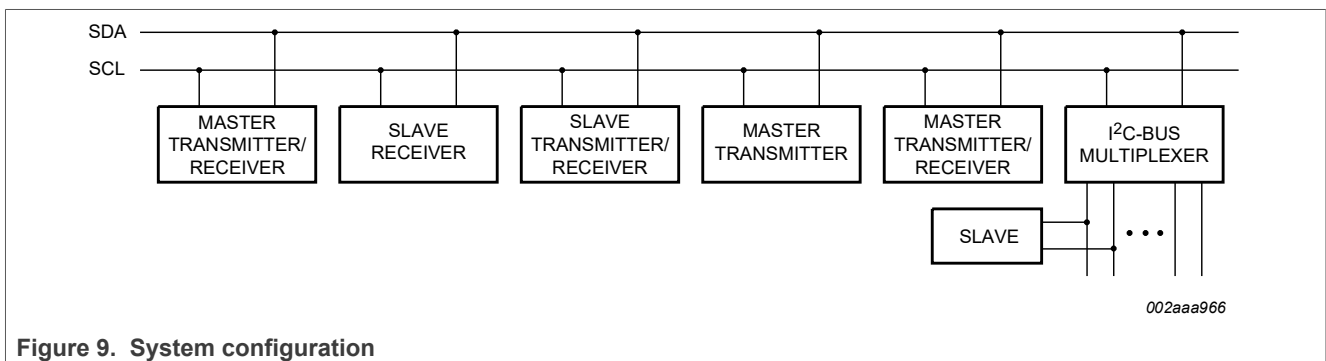 SDA
SCL
MASTER
TRANSMITTER/
RECEIVER
SLAVE
RECEIVER
SLAVE
TRANSMITTER/
RECEIVER
MASTER
TRANSMITTER
MASTER
TRANSMITTER/
RECEIVER
I²C-BUS
MULTIPLEXER
SLAVE
002aaa966
Figure 9. System configuration